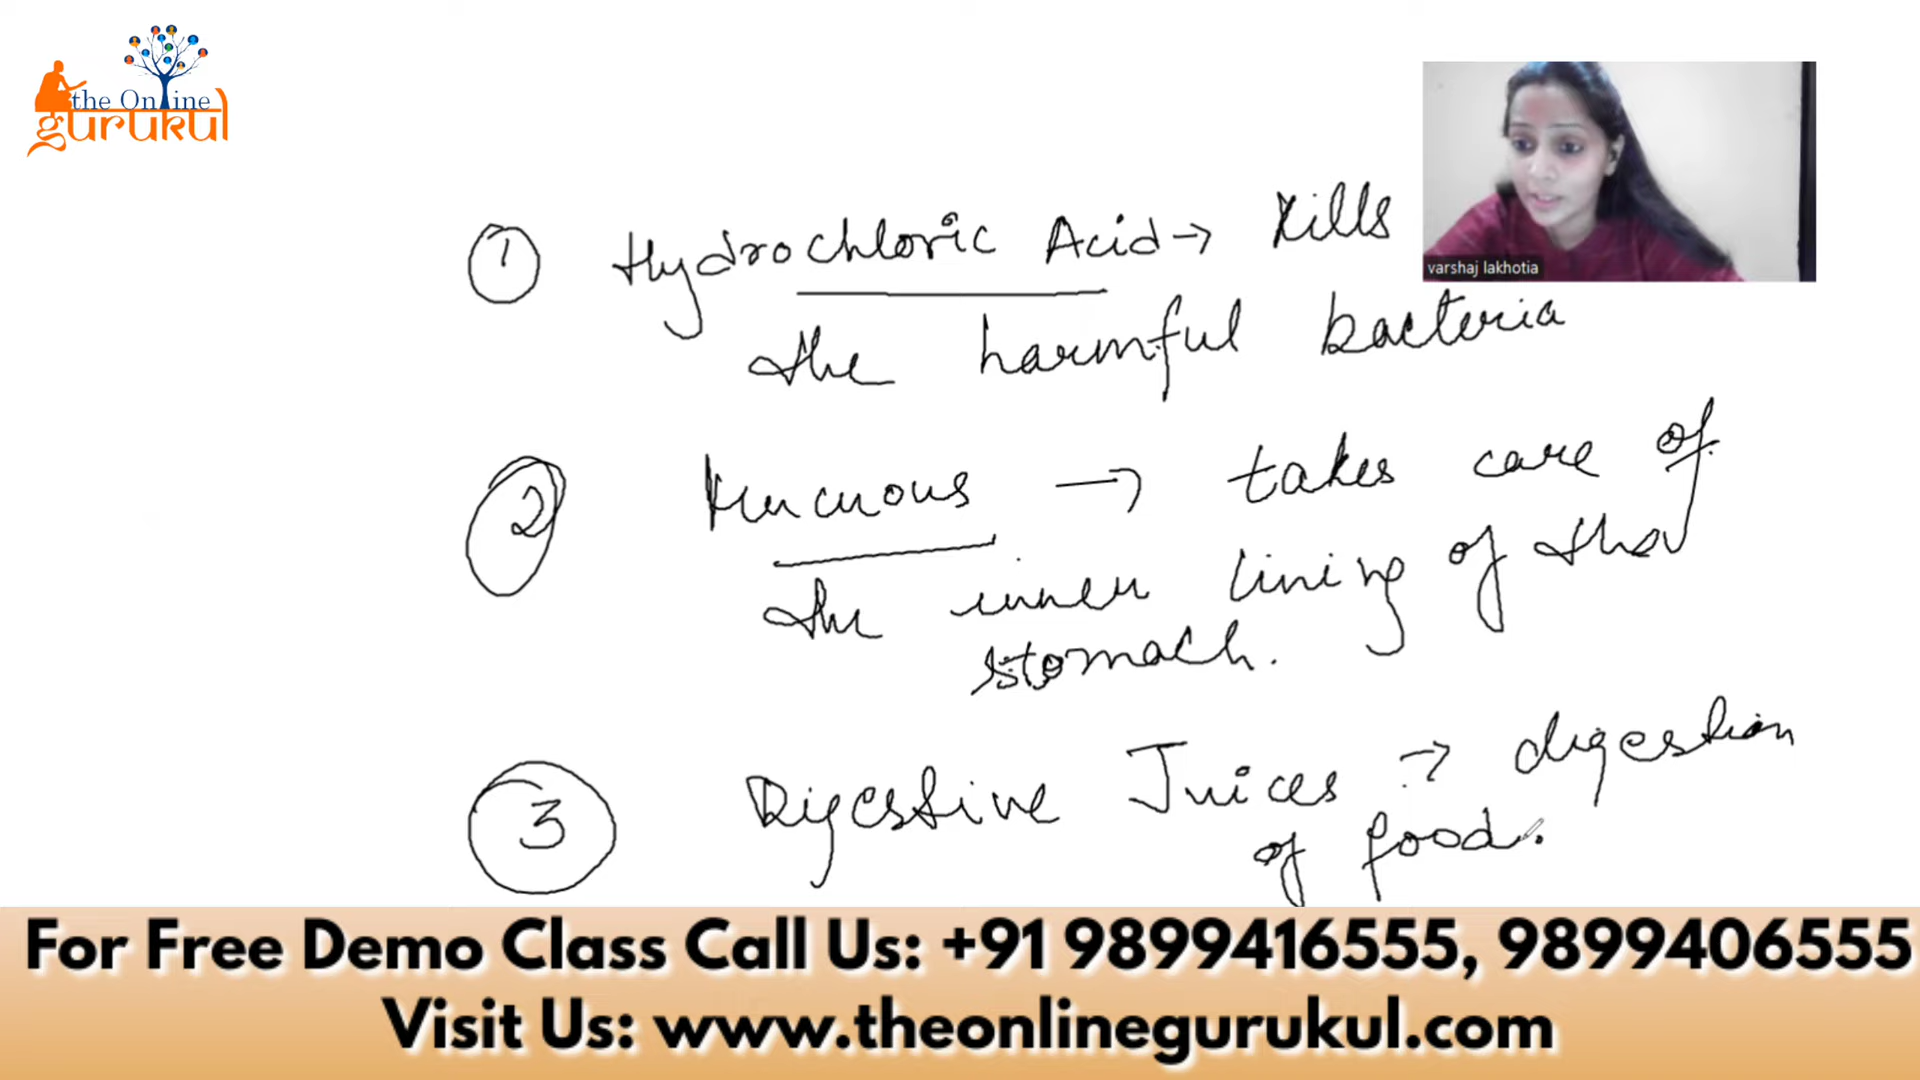 the Online
gurukul
varshaj lakhotia
1 Hydrochloric Acid → Kills
the harmful bacteria
2 Mucuous → takes care of
the inner lining of the
stomach.
3 Digestive Juices → digestion
of food.
For Free Demo Class Call Us: +91 9899416555, 9899406555
Visit Us: www.theonlinegurukul.com